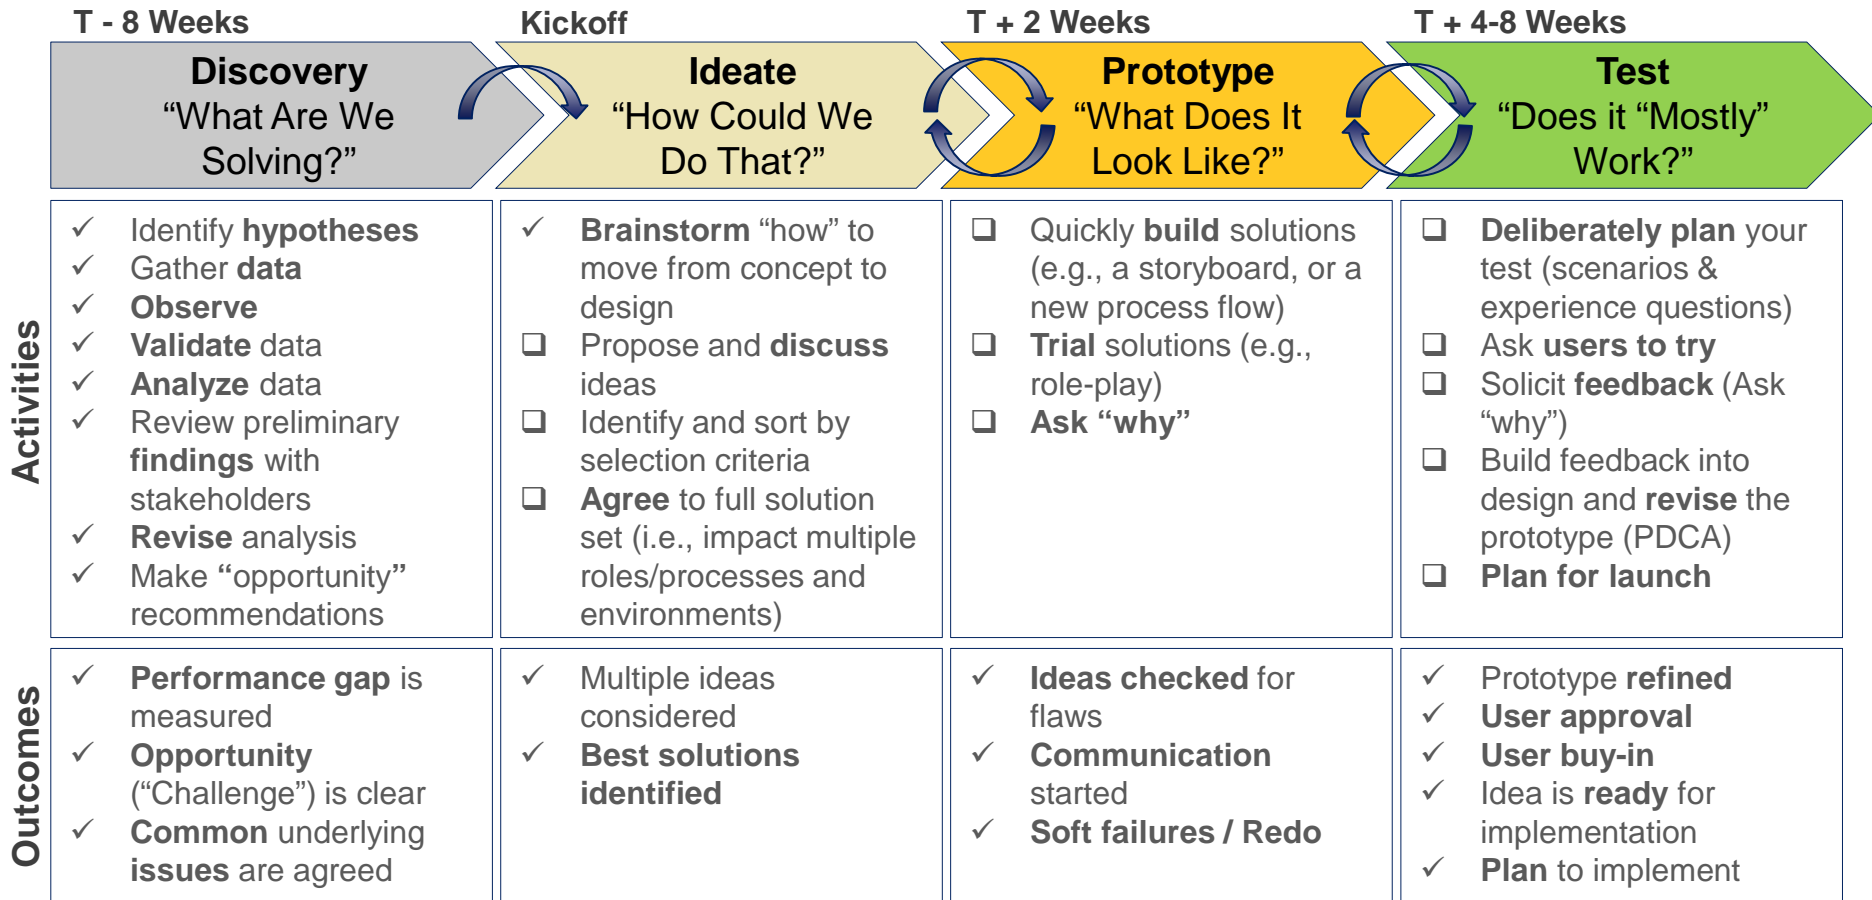 T - 8 Weeks
Kickoff
T + 2 Weeks
T + 4-8 Weeks
Discovery
“What Are We
Solving?”
Ideate
“How Could We
Do That?”
Prototype
“What Does It
Look Like?”
Test
“Does it “Mostly”
Work?”
Activities
✓ Identify hypotheses
✓ Gather data
✓ Observe
✓ Validate data
✓ Analyze data
✓ Review preliminary
findings with
stakeholders
✓ Revise analysis
✓ Make “opportunity”
recommendations
✓ Brainstorm “how” to
move from concept to
design
❑ Propose and discuss
ideas
❑ Identify and sort by
selection criteria
❑ Agree to full solution
set (i.e., impact multiple
roles/processes and
environments)
❑ Quickly build solutions
(e.g., a storyboard, or a
new process flow)
❑ Trial solutions (e.g.,
role-play)
❑ Ask “why”
❑ Deliberately plan your
test (scenarios &
experience questions)
❑ Ask users to try
❑ Solicit feedback (Ask
“why”)
❑ Build feedback into
design and revise the
prototype (PDCA)
❑ Plan for launch
Outcomes
✓ Performance gap is
measured
✓ Opportunity
(“Challenge”) is clear
✓ Common underlying
issues are agreed
✓ Multiple ideas
considered
✓ Best solutions
identified
✓ Ideas checked for
flaws
✓ Communication
started
✓ Soft failures / Redo
✓ Prototype refined
✓ User approval
✓ User buy-in
✓ Idea is ready for
implementation
✓ Plan to implement